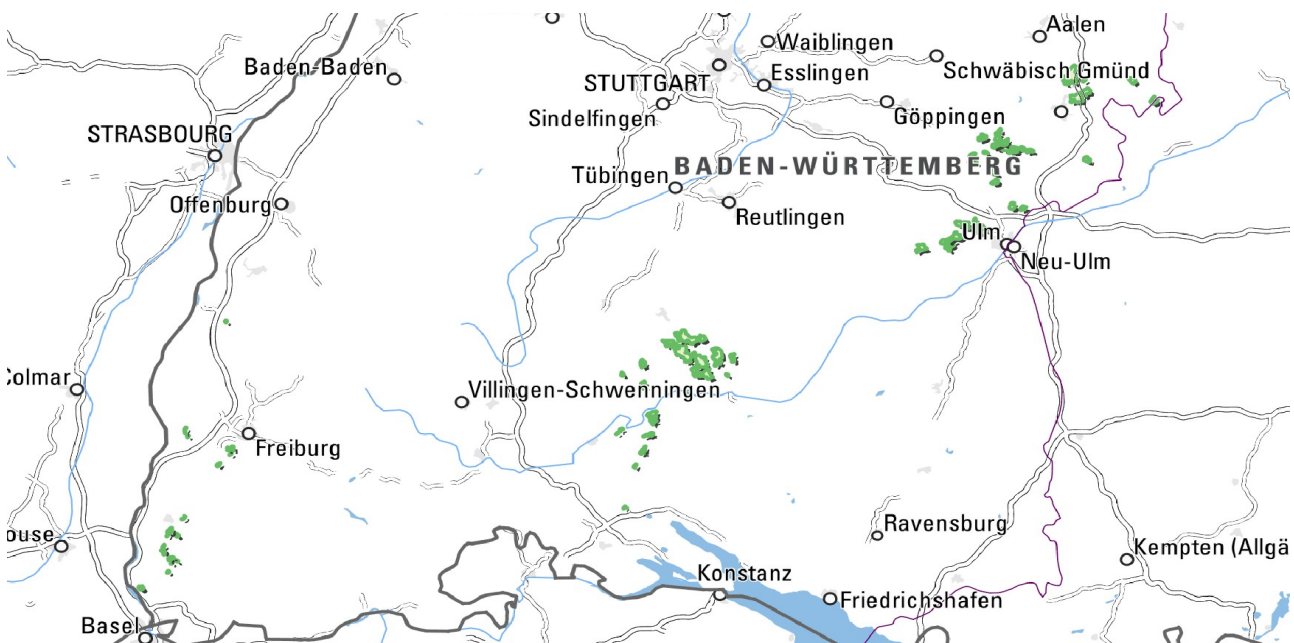 Aalen
Waiblingen
Baden-Baden
Esslingen
Schwäbisch Gmünd
STUTTGART
Sindelfingen
Göppingen
STRASBOURG
BADEN-WÜRTTEMBERG
Tübingen
Offenburg
Reutlingen
Ulm
Neu-Ulm
Colmar
Villingen-Schwenningen
Freiburg
Ravensburg
ouse
Kempten (Allgä
Konstanz
Friedrichshafen
Basel